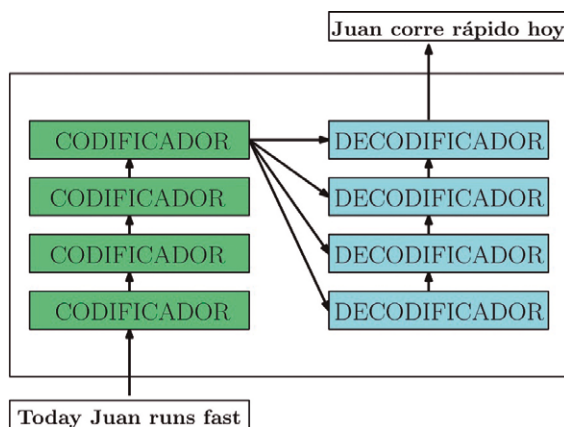 Juan corre rápido hoy
CODIFICADOR
DECODIFICADOR
CODIFICADOR
DECODIFICADOR
CODIFICADOR
DECODIFICADOR
CODIFICADOR
DECODIFICADOR
Today Juan runs fast